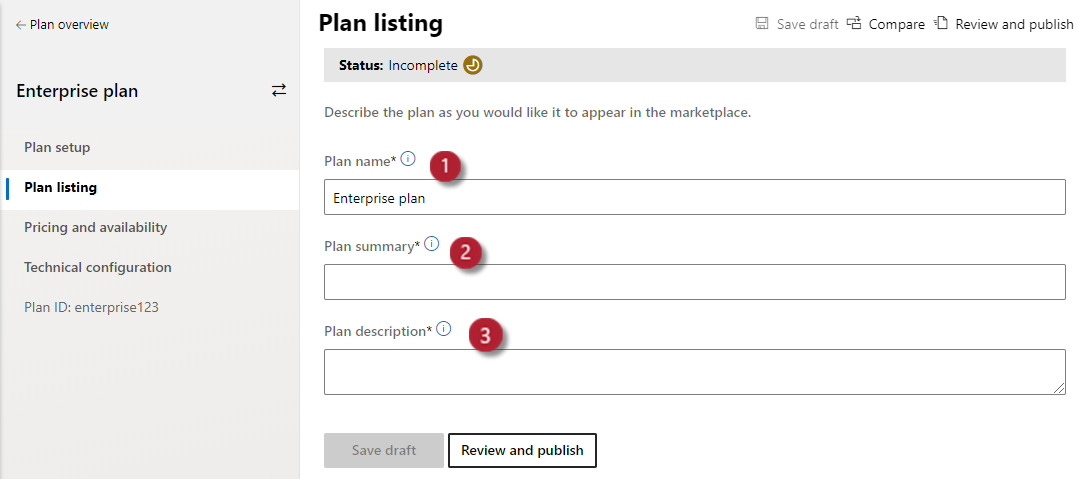 Plan overview
Enterprise plan
Plan setup
Plan listing
Pricing and availability
Technical configuration
Plan ID: enterprise123
Plan listing
Save draft Compare Review and publish
Status: Incomplete
Describe the plan as you would like it to appear in the marketplace.
Plan name* 1
Enterprise plan
Plan summary* 2
Plan description* 3
Save draft Review and publish